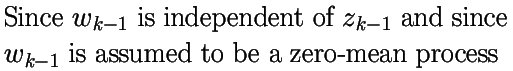 Since $w_{k-1}$ is independent of $z_{k-1}$ and since
$w_{k-1}$ is assumed to be a zero-mean process